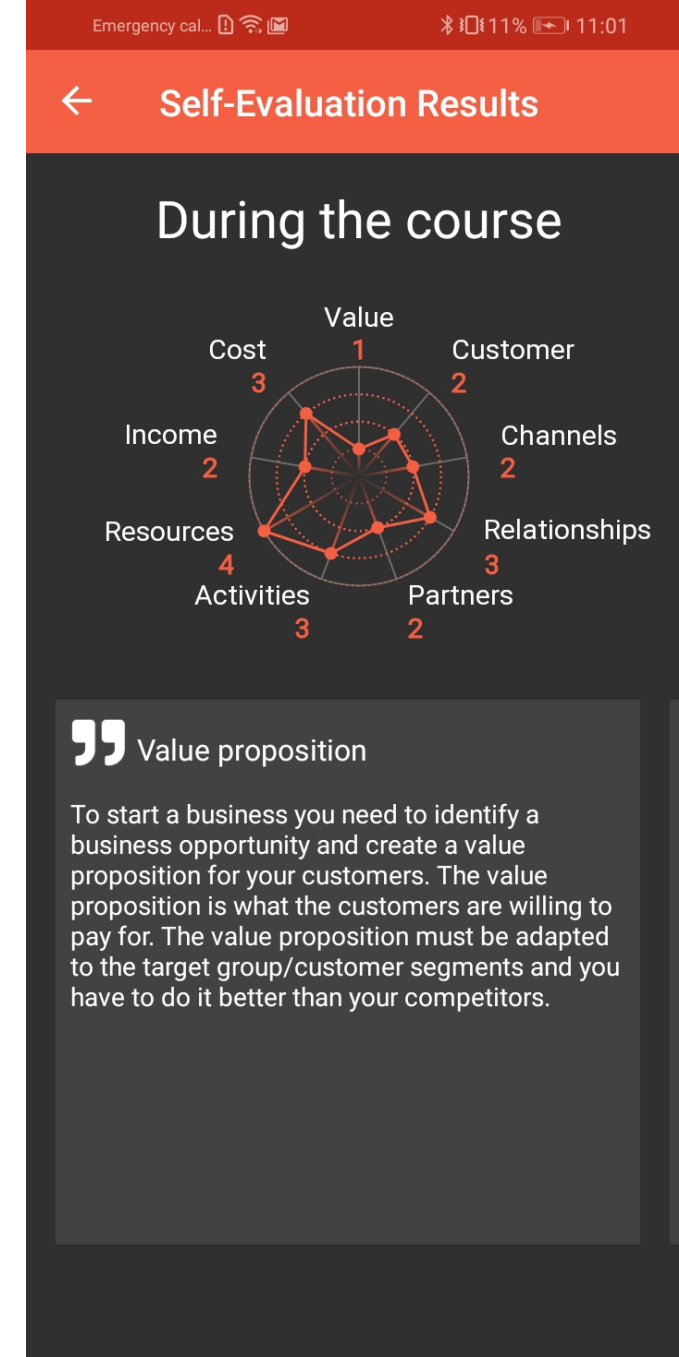 Emergency cal... 11% 11:01
Self-Evaluation Results
During the course
Value
1
Cost
3
Customer
2
Income
2
Channels
2
Resources
4
Relationships
3
Activities
3
Partners
2
Value proposition
To start a business you need to identify a
business opportunity and create a value
proposition for your customers. The value
proposition is what the customers are willing to
pay for. The value proposition must be adapted
to the target group/customer segments and you
have to do it better than your competitors.